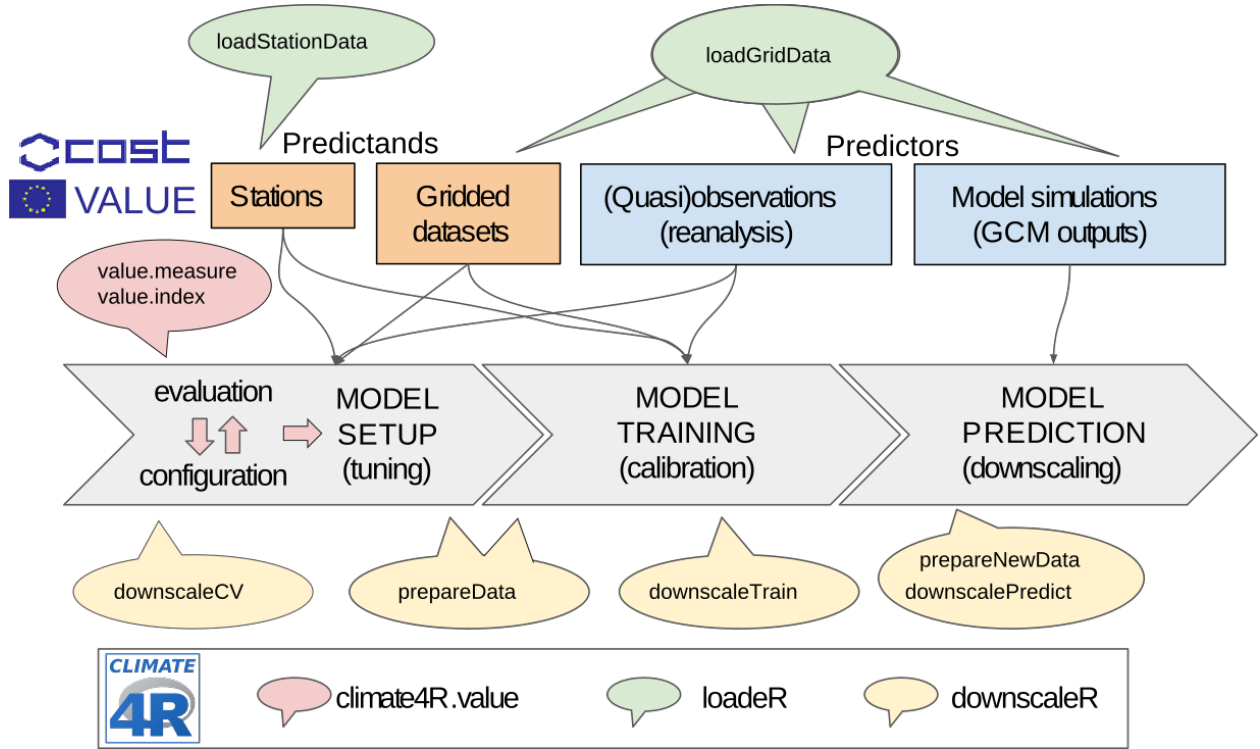 loadStationData
loadGridData
Predictands
Predictors
cost
VALUE
Stations
Gridded
datasets
(Quasi)observations
(reanalysis)
Model simulations
(GCM outputs)
value.measure
value.index
evaluation
configuration
MODEL
SETUP
(tuning)
MODEL
TRAINING
(calibration)
MODEL
PREDICTION
(downscaling)
downscaleCV
prepareData
downscaleTrain
prepareNewData
downscalePredict
CLIMATE
4R
climate4R.value
loadeR
downscaleR